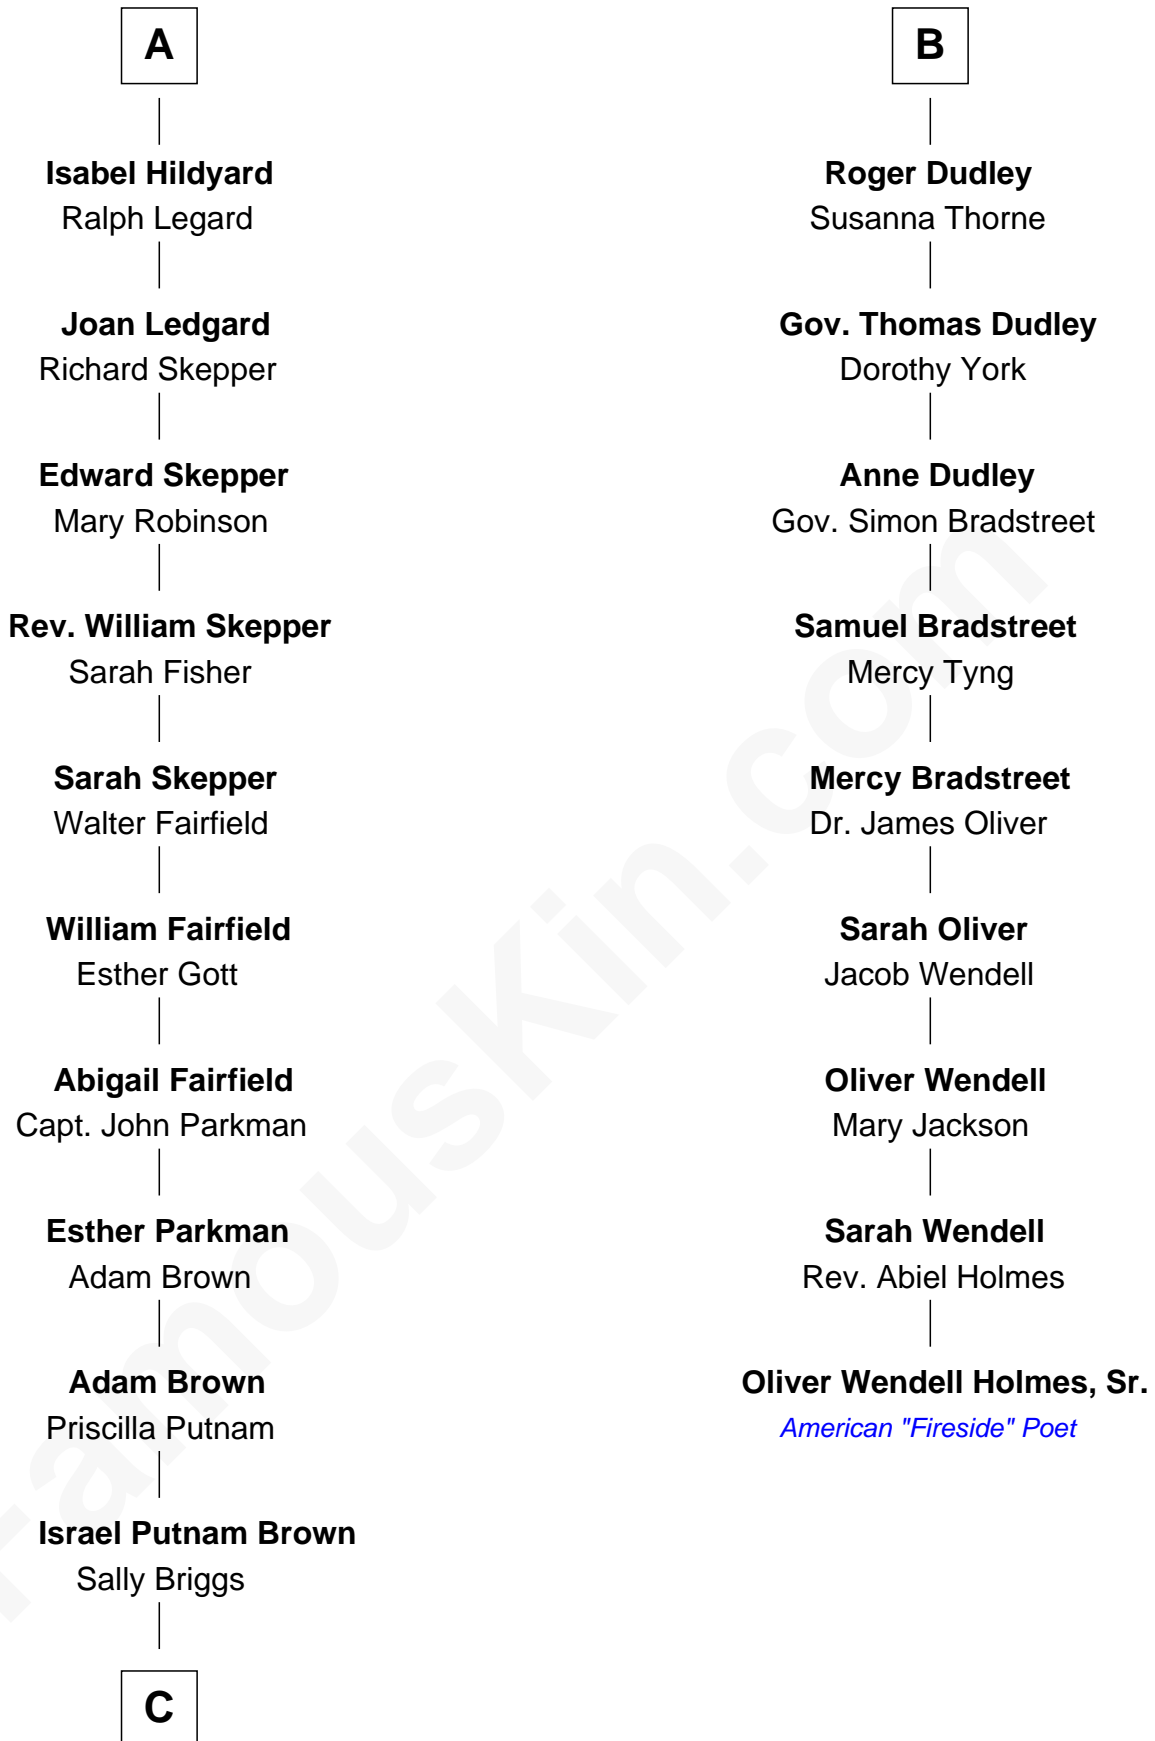 A
Isabel Hildyard
Ralph Legard
Joan Ledgard
Richard Skepper
Edward Skepper
Mary Robinson
Rev. William Skepper
Sarah Fisher
Sarah Skepper
Walter Fairfield
William Fairfield
Esther Gott
Abigail Fairfield
Capt. John Parkman
Esther Parkman
Adam Brown
Adam Brown
Priscilla Putnam
Israel Putnam Brown
Sally Briggs
C
B
Roger Dudley
Susanna Thorne
Gov. Thomas Dudley
Dorothy York
Anne Dudley
Gov. Simon Bradstreet
Samuel Bradstreet
Mercy Tyng
Mercy Bradstreet
Dr. James Oliver
Sarah Oliver
Jacob Wendell
Oliver Wendell
Mary Jackson
Sarah Wendell
Rev. Abiel Holmes
Oliver Wendell Holmes, Sr.
American "Fireside" Poet
FamousKin.com